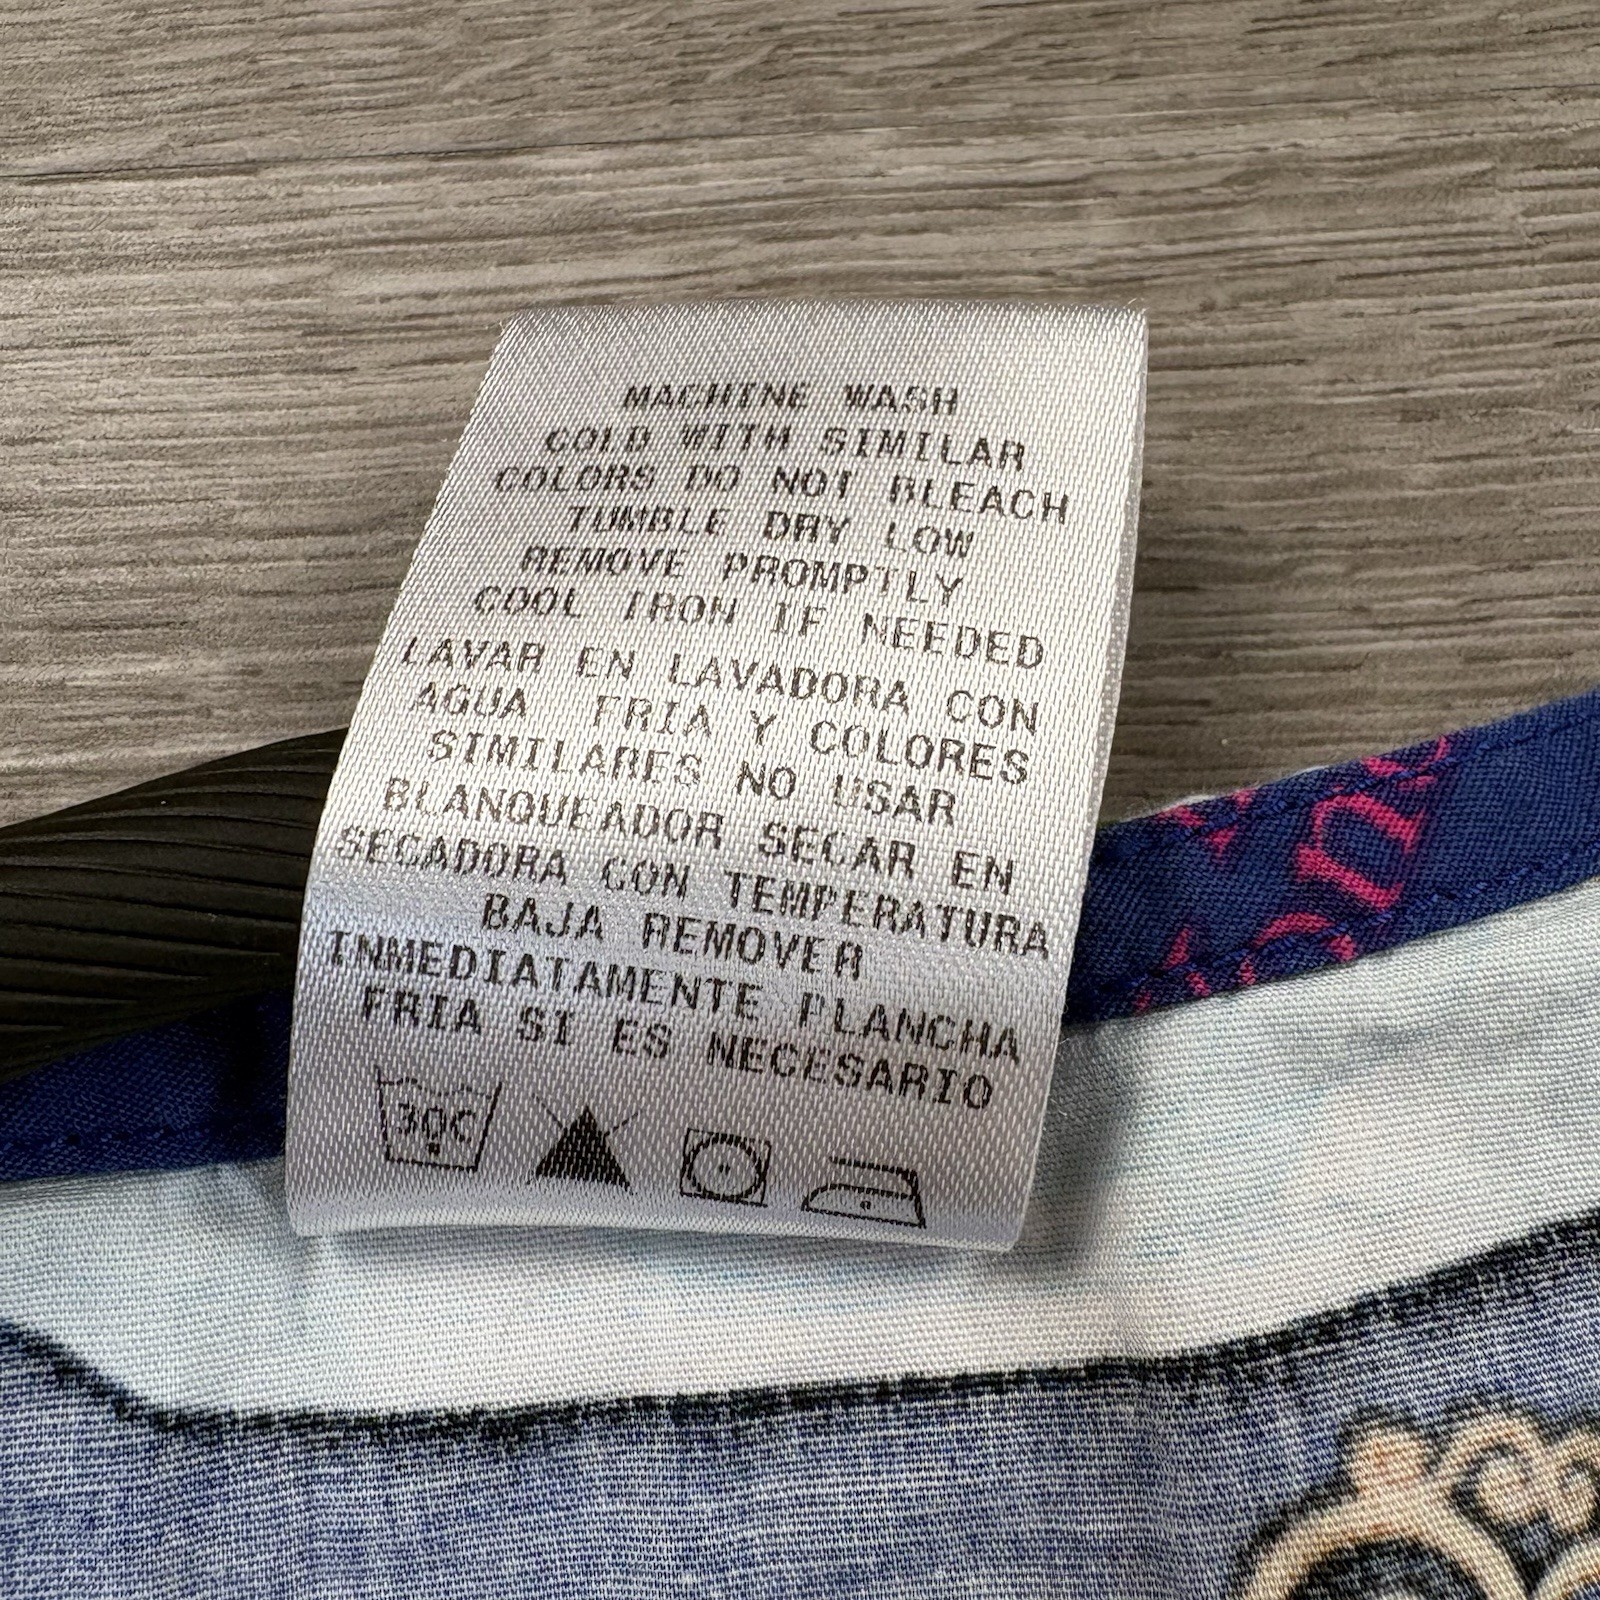 MACHINE WASH
COLD WITH SIMILAR
COLORS DO NOT BLEACH
TUMBLE DRY LOW
REMOVE PROMPTLY
COOL IRON IF NEEDED
LAVAR EN LAVADORA CON
AGUA FRIA Y COLORES
SIMILARES NO USAR
BLANQUEADOR SECAR EN
SECADORA CON TEMPERATURA
BAJA REMOVER
INMEDIATAMENTE PLANCHA
FRIA SI ES NECESARIO
30C